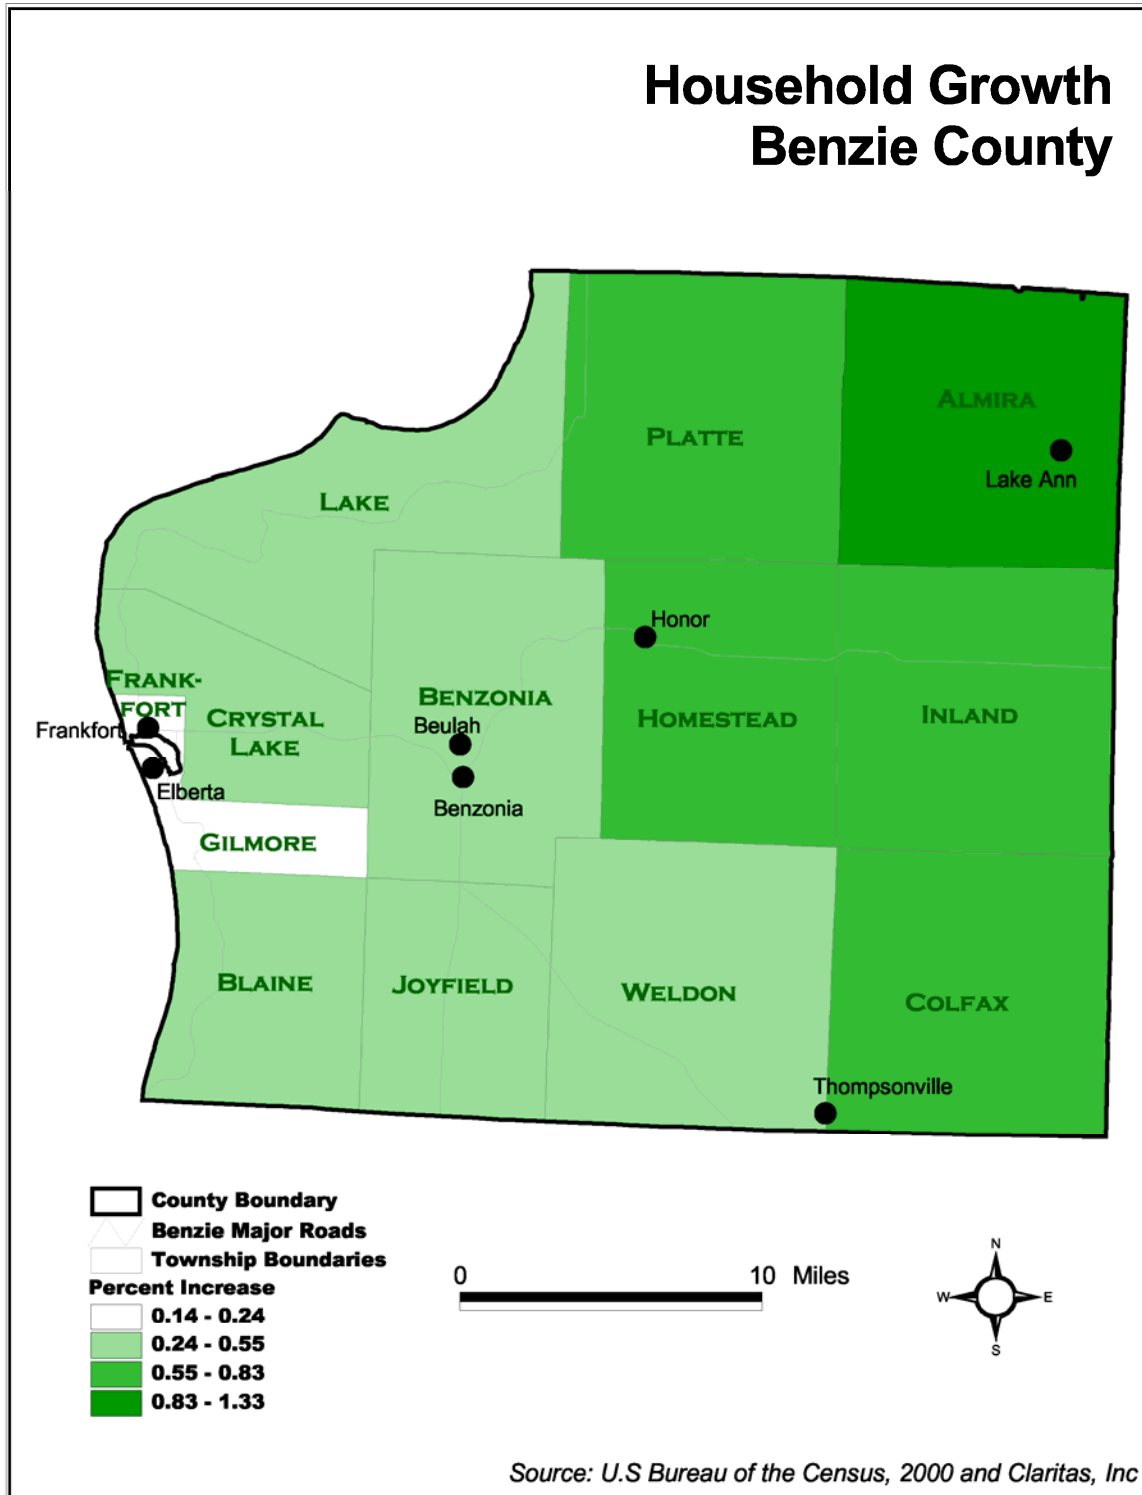 Household Growth
Benzie County
ALMIRA
PLATTE
Lake Ann
LAKE
Honor
FRANK-
FORT
BENZONIA
CRYSTAL
LAKE
HOMESTEAD
INLAND
Frankfort
Beulah
Elberta
Benzonia
GILMORE
BLAINE
JOYFIELD
WELDON
COLFAX
Thompsonville
County Boundary
Benzie Major Roads
Township Boundaries
Percent Increase
0.14 - 0.24
0.24 - 0.55
0.55 - 0.83
0.83 - 1.33
0 10 Miles
N
W E
S
Source: U.S Bureau of the Census, 2000 and Claritas, Inc